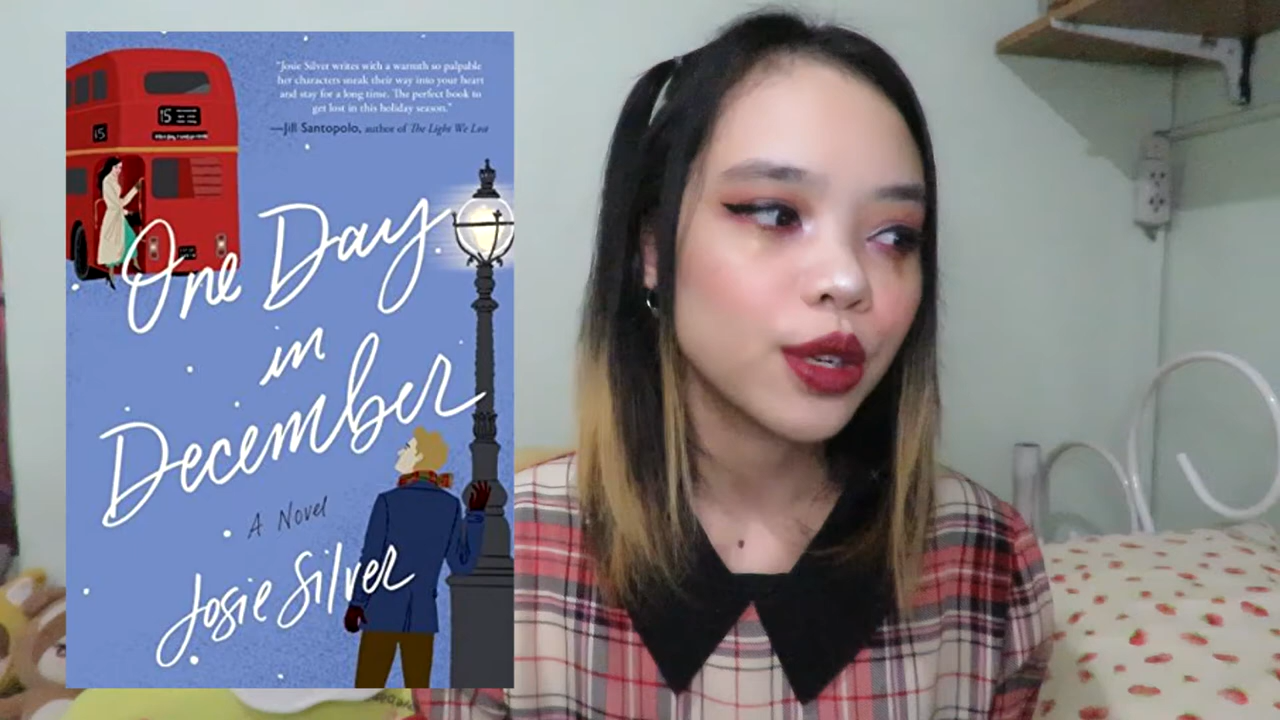 "Josie Silver writes with a warmth so palpable
her characters sneak their way into your heart
and stay for a long time. The perfect book to
get lost in this holiday season."
—Jill Santopolo, author of The Light We Lost
15
15
One Day
in
December
A Novel
Josie Silver